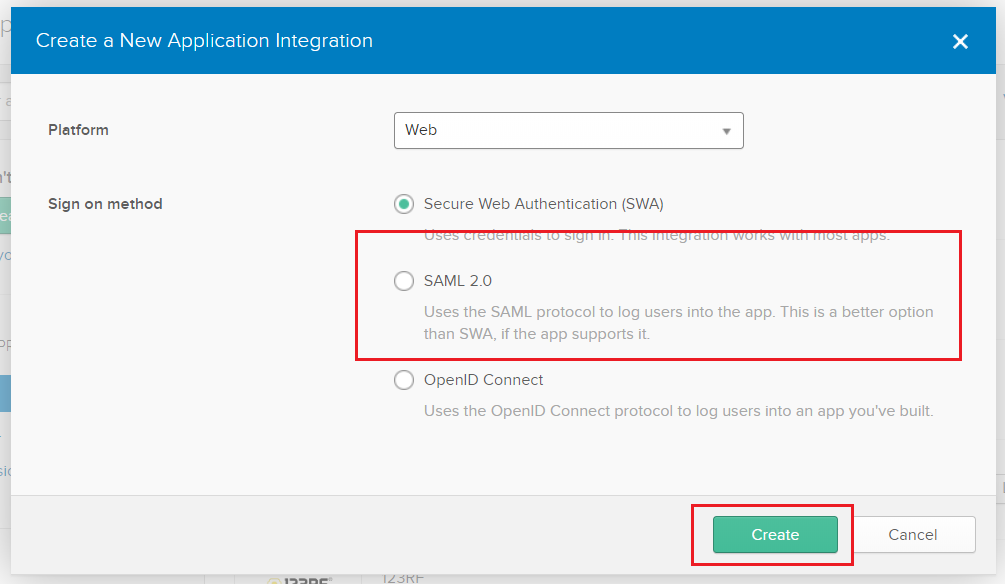 Create a New Application Integration
Platform
Web
Sign on method
Secure Web Authentication (SWA)
Uses credentials to sign in. This integration works with most apps.
SAML 2.0
Uses the SAML protocol to log users into the app. This is a better option
than SWA, if the app supports it.
OpenID Connect
Uses the OpenID Connect protocol to log users into an app you've built.
Create
Cancel
123RF
123RF